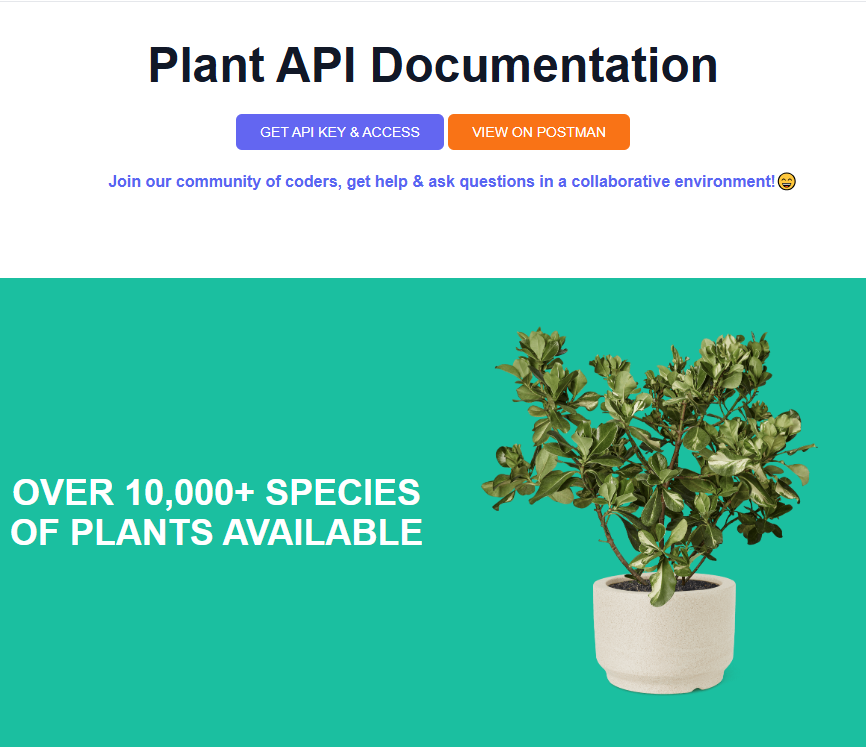 Plant API Documentation
GET API KEY & ACCESS
VIEW ON POSTMAN
Join our community of coders, get help & ask questions in a collaborative environment!😄
OVER 10,000+ SPECIES
OF PLANTS AVAILABLE